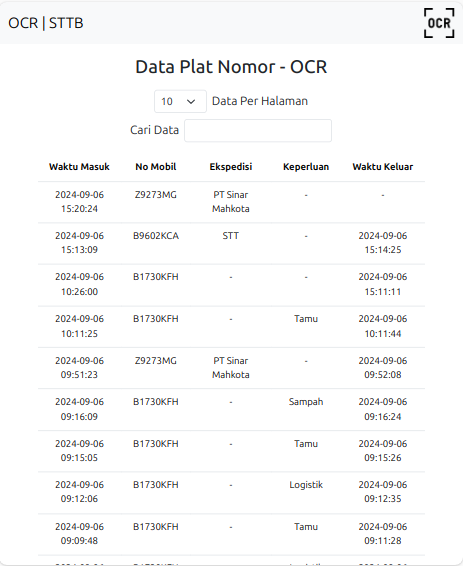 OCR | STTB
OCR
Data Plat Nomor - OCR
10 Data Per Halaman
Cari Data
Waktu Masuk No Mobil Ekspedisi Keperluan Waktu Keluar
2024-09-06 Z9273MG PT Sinar - -
15:20:24 Mahkota
2024-09-06 B9602KCA STT - 2024-09-06
15:13:09 15:14:25
2024-09-06 B1730KFH - - 2024-09-06
10:26:00 15:11:11
2024-09-06 B1730KFH - Tamu 2024-09-06
10:11:25 10:11:44
2024-09-06 Z9273MG PT Sinar - 2024-09-06
09:51:23 Mahkota 09:52:08
2024-09-06 B1730KFH - Sampah 2024-09-06
09:16:09 09:16:24
2024-09-06 B1730KFH - Tamu 2024-09-06
09:15:05 09:15:26
2024-09-06 B1730KFH - Logistik 2024-09-06
09:12:06 09:12:35
2024-09-06 B1730KFH - Tamu 2024-09-06
09:09:48 09:11:28